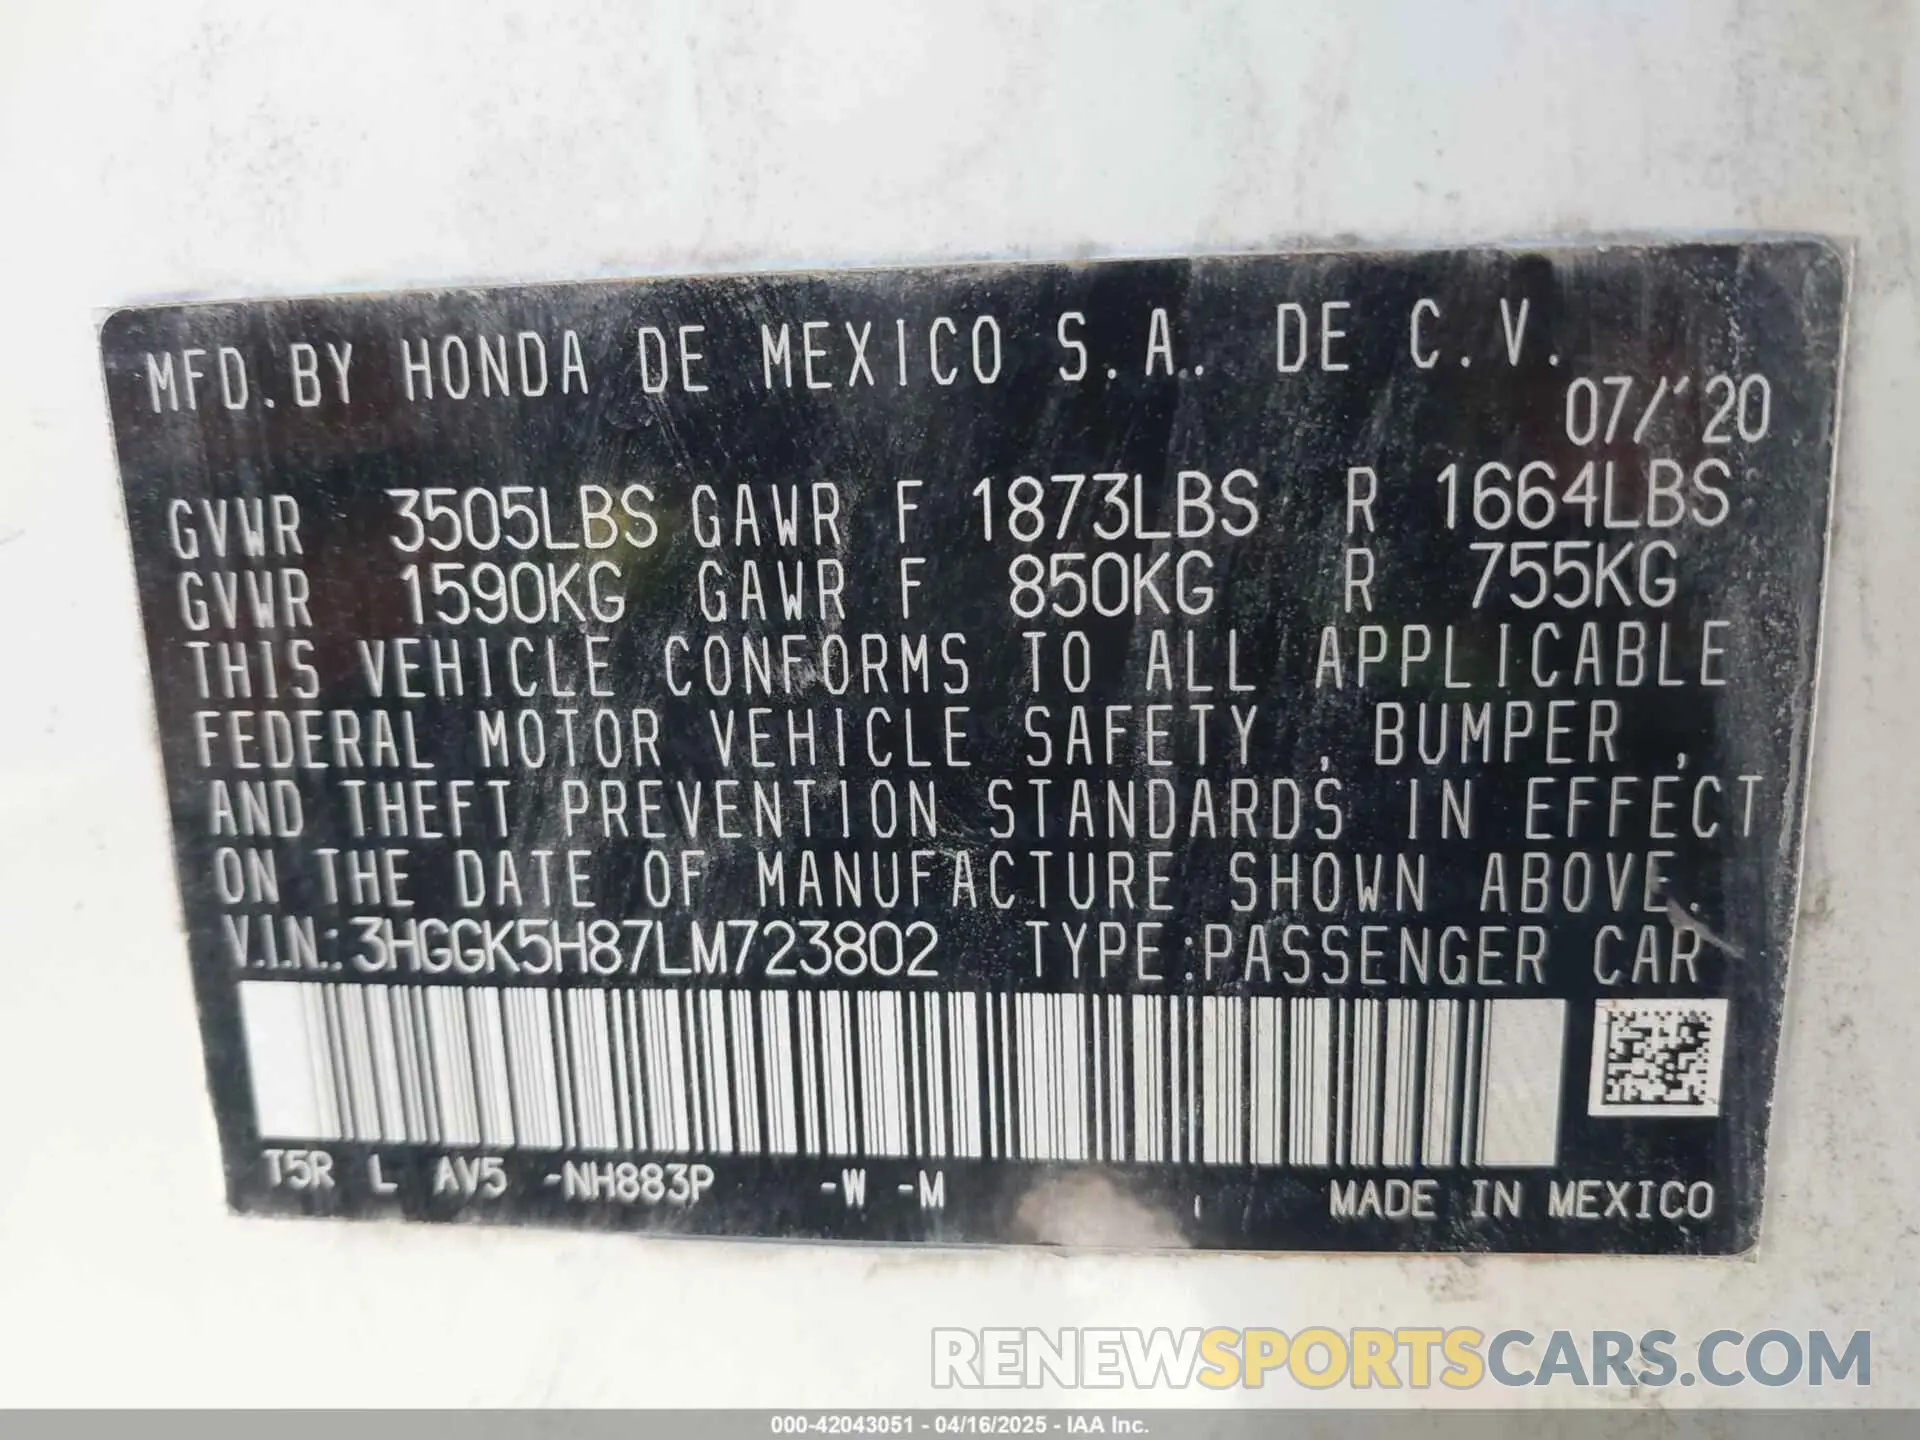 MFD.BY HONDA DE MEXICO S.A. DE C.V.
07/'20
GVWR 3505LBS GAWR F 1873LBS R 1664LBS
GVWR 1590KG GAWR F 850KG R 755KG
THIS VEHICLE CONFORMS TO ALL APPLICABLE
FEDERAL MOTOR VEHICLE SAFETY , BUMPER ,
AND THEFT PREVENTION STANDARDS IN EFFECT
ON THE DATE OF MANUFACTURE SHOWN ABOVE.
V.I.N.:3HGGK5H87LM723802 TYPE:PASSENGER CAR
T5R L AV5 -NH883P -W -M MADE IN MEXICO
RENEWSPORTSCARS.COM
000-42043051 - 04/16/2025 - IAA Inc.